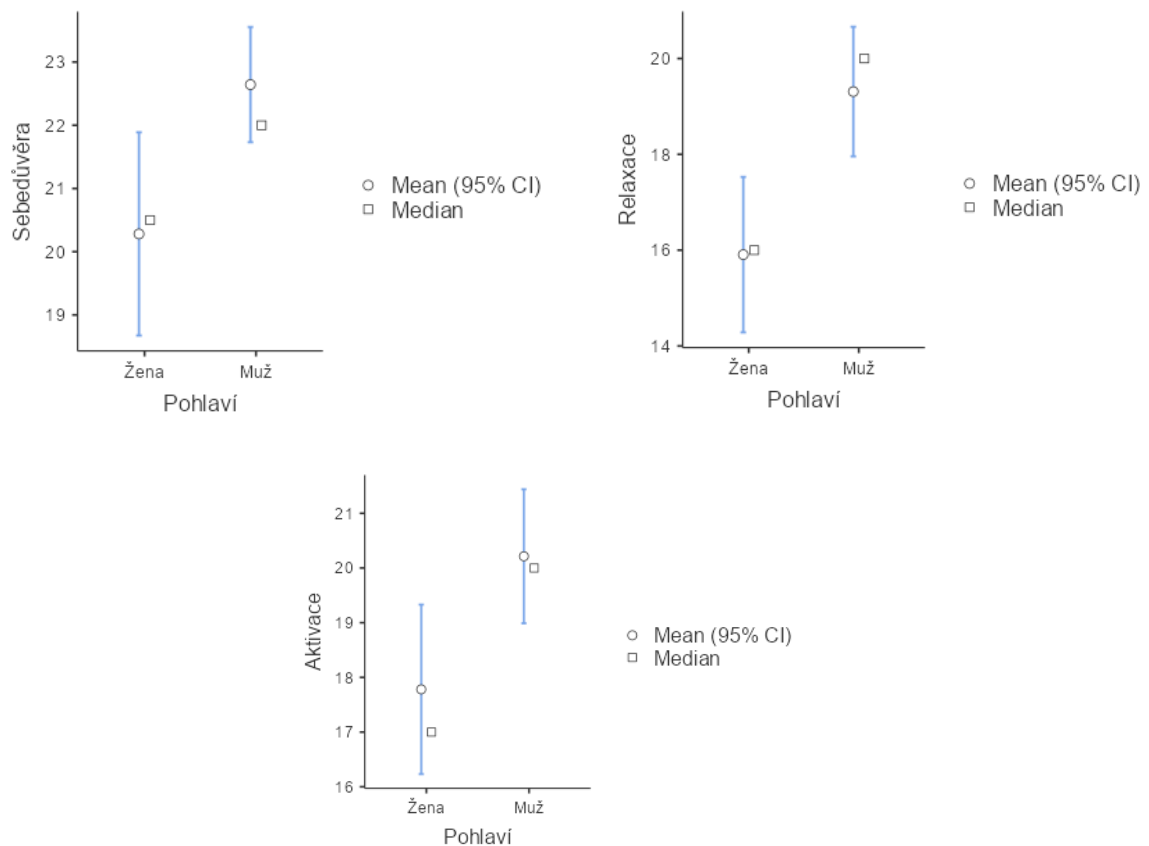 23
22
21
20
19
Sebedůvěra
Žena
Muž
Pohlaví
Mean (95% CI)
Median
20
18
16
14
Relaxace
Žena
Muž
Pohlaví
Mean (95% CI)
Median
21
20
19
18
17
16
Aktivace
Žena
Muž
Pohlaví
Mean (95% CI)
Median